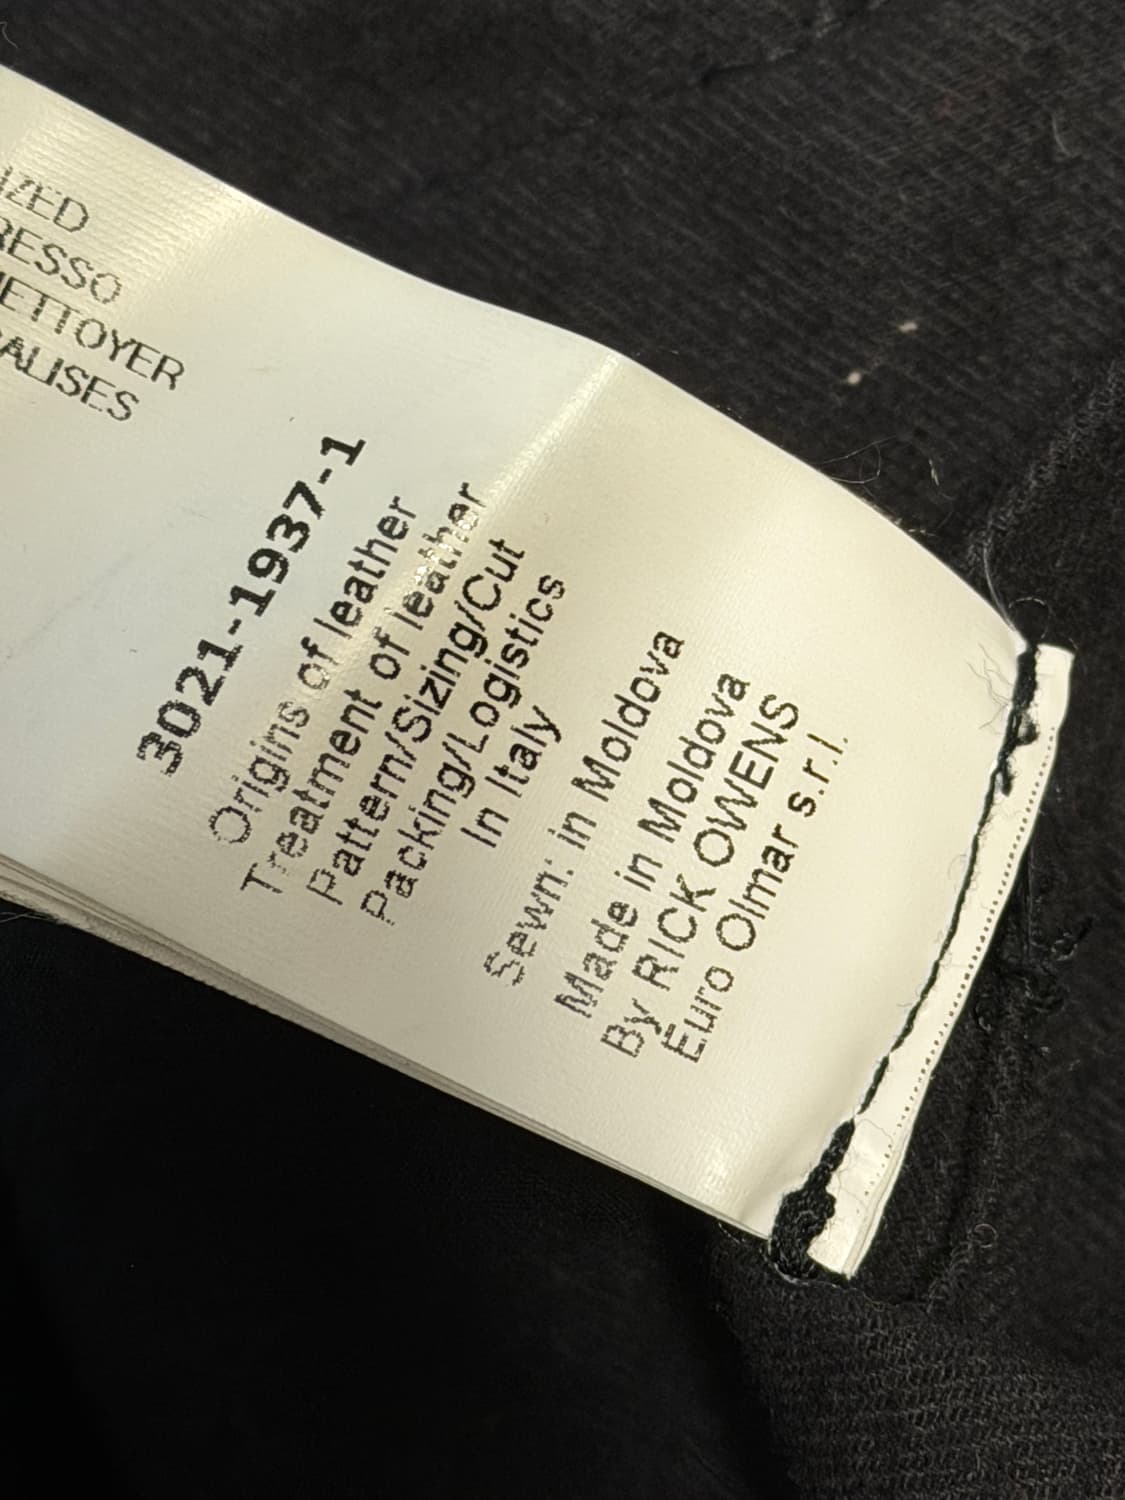 IZED
RESSO
NETTOYER
ALISES
3021-1937-1
Origins of leather
Treatment of leather
Pattern/Sizing/Cut
Packing/Logistics
In Italy
Sewn: in Moldova
Made in Moldova
By RICK OWENS
Euro Olmar s.r.l.